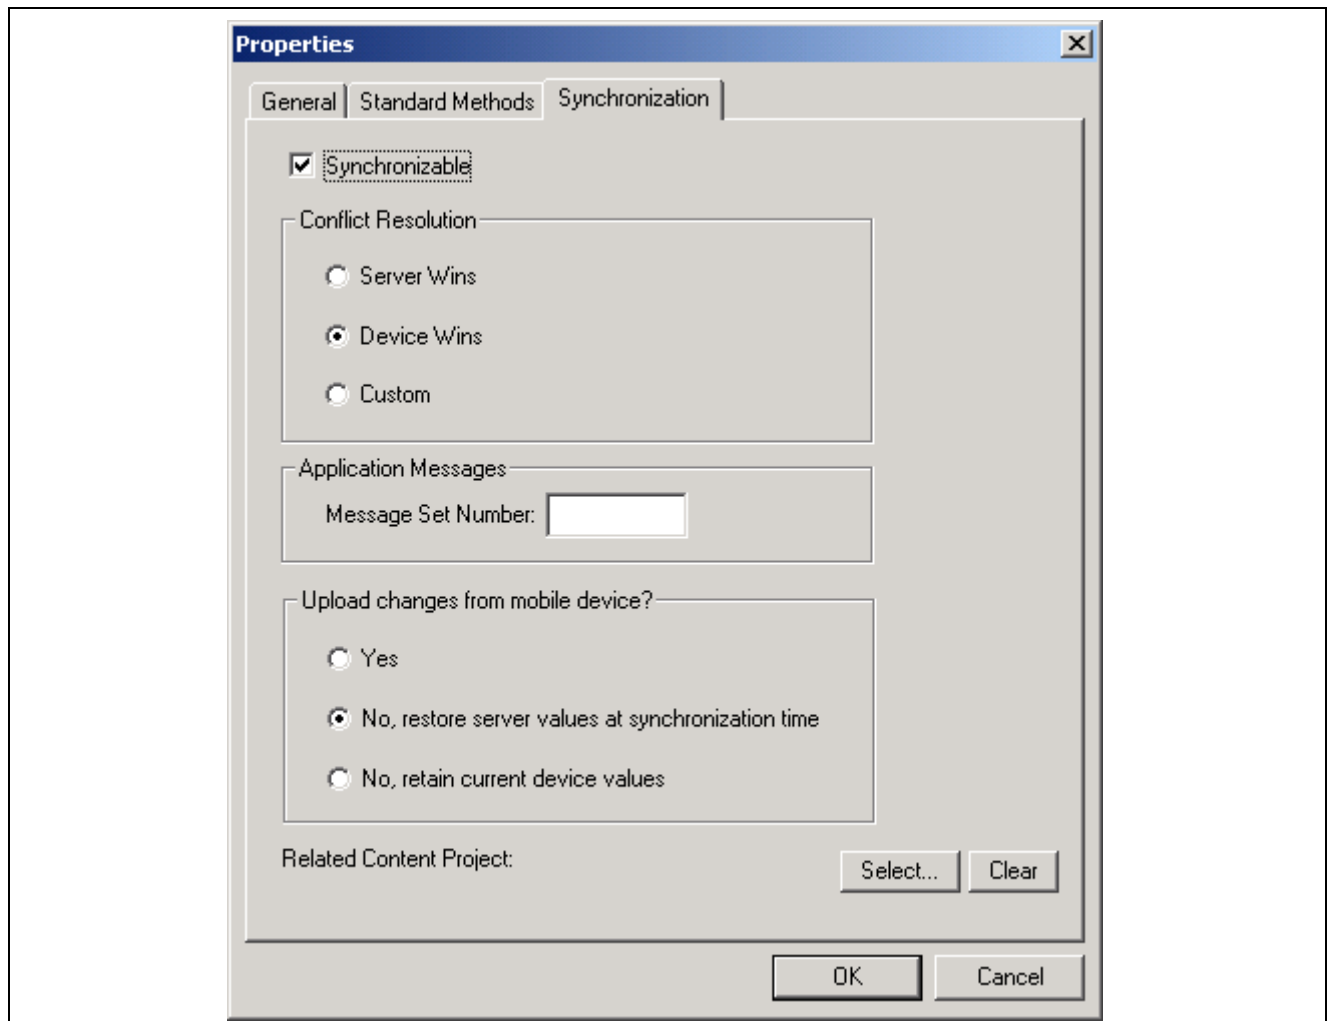 Properties
General
Standard Methods
Synchronization
Synchronizable
Conflict Resolution
Server Wins
Device Wins
Custom
Application Messages
Message Set Number:
Upload changes from mobile device?
Yes
No, restore server values at synchronization time
No, retain current device values
Related Content Project:
Select...
Clear
OK
Cancel